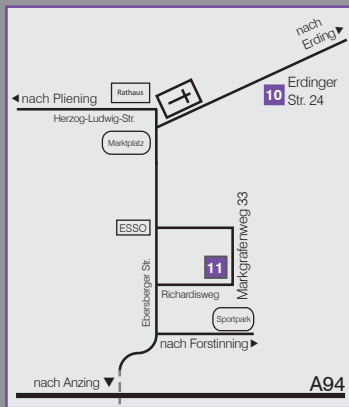 nach
Erding ▶
◀ nach Pliening
Rathaus
Herzog-Ludwig-Str.
10
Erdinger
Str. 24
Marktplatz
ESSO
Ebersberger Str.
11
Markgrafenweg 33
Richardisweg
Sportpark
nach Forstinning ▶
nach Anzing ▼
A94